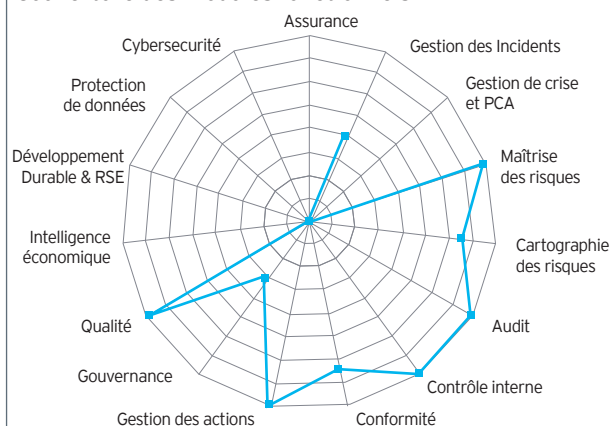 Assurance
Gestion des Incidents
Gestion de crise
et PCA
Maîtrise
des risques
Cartographie
des risques
Audit
Contrôle interne
Conformité
Gestion des actions
Gouvernance
Qualité
Intelligence
économique
Développement
Durable & RSE
Protection
de données
Cybersecurité